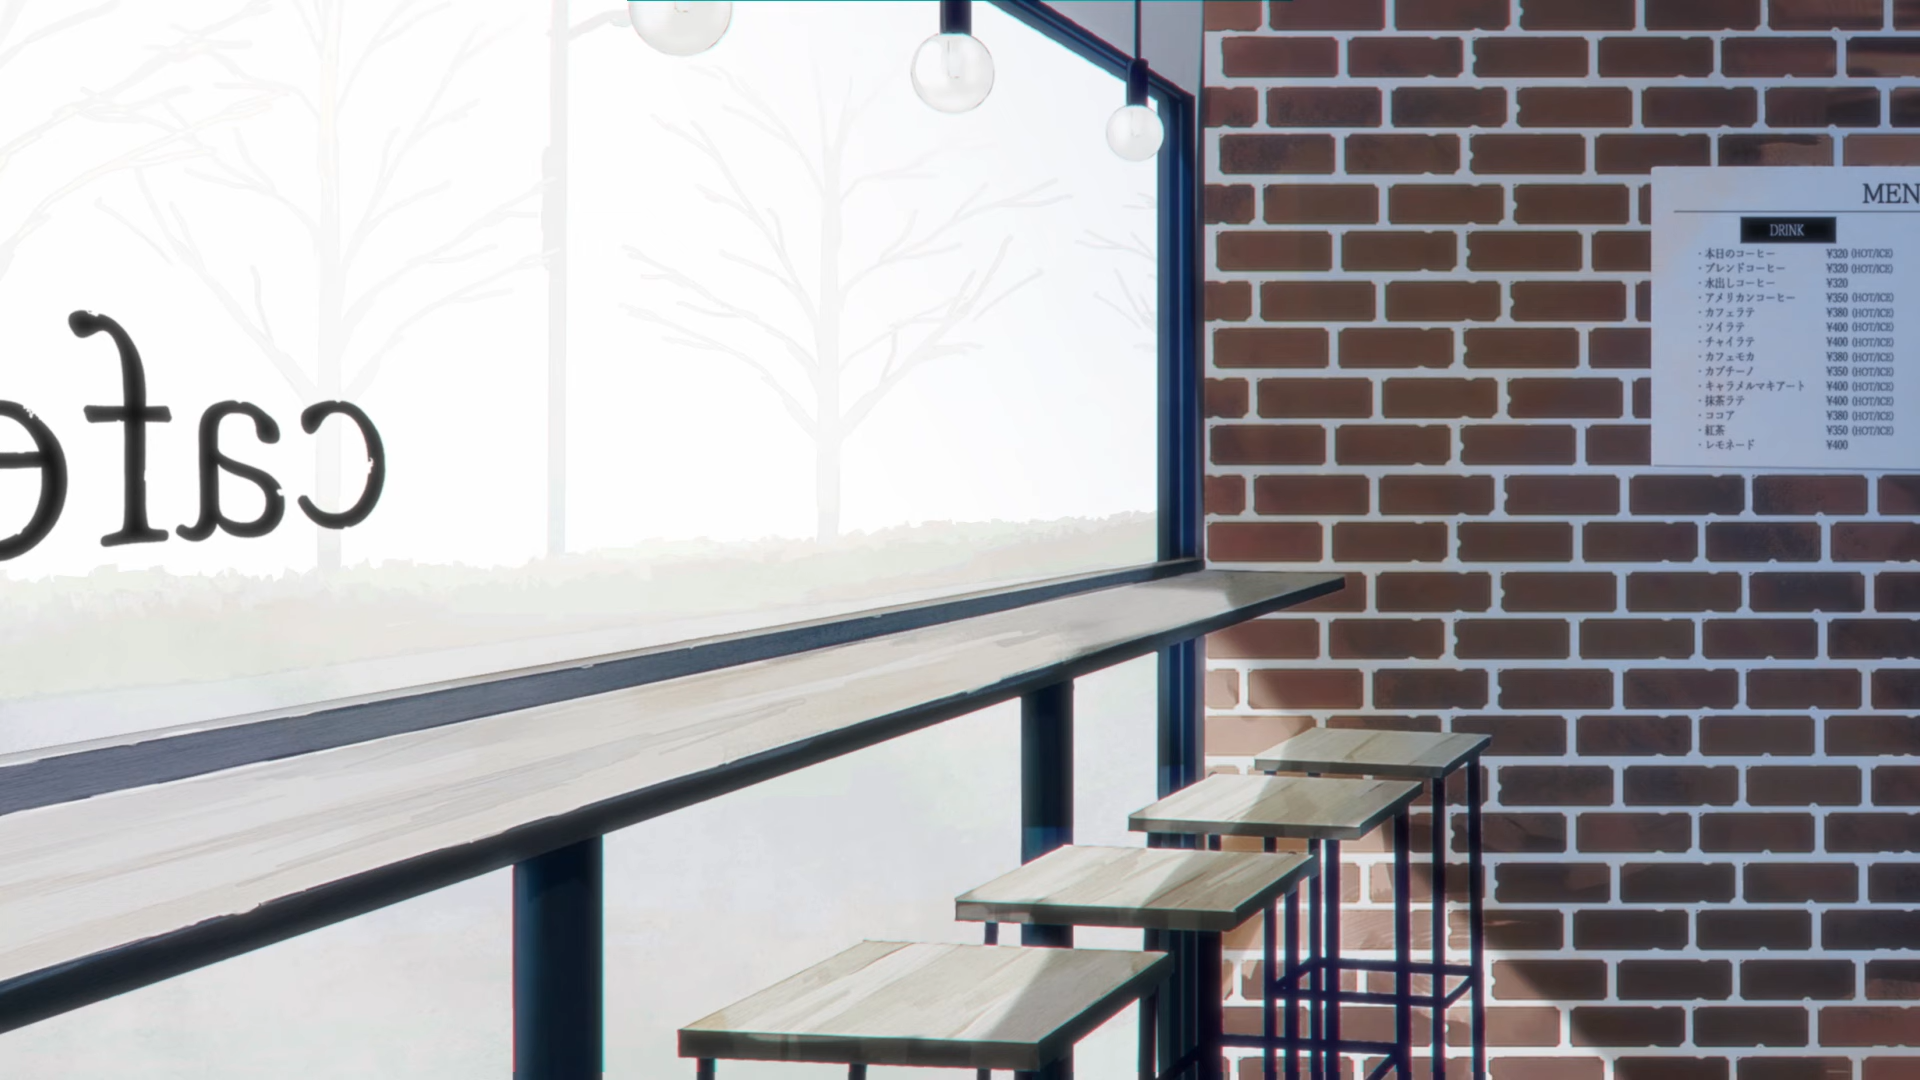 cafe
MEN
DRINK
・本日のコーヒー ¥320 (HOT/ICE)
・ブレンドコーヒー ¥320 (HOT/ICE)
・水出しコーヒー ¥320
・アメリカンコーヒー ¥350 (HOT/ICE)
・カフェラテ ¥380 (HOT/ICE)
・ソイラテ ¥400 (HOT/ICE)
・チャイラテ ¥400 (HOT/ICE)
・カフェモカ ¥380 (HOT/ICE)
・カプチーノ ¥350 (HOT/ICE)
・キャラメルマキアート ¥400 (HOT/ICE)
・抹茶ラテ ¥400 (HOT/ICE)
・ココア ¥380 (HOT/ICE)
・紅茶 ¥350 (HOT/ICE)
・レモネード ¥400